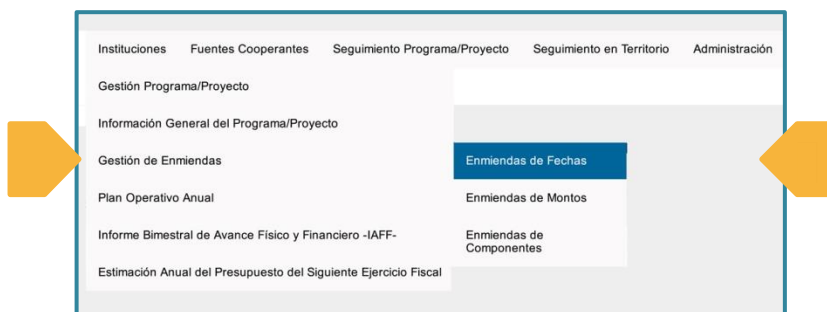 Instituciones Fuentes Cooperantes Seguimiento Programa/Proyecto Seguimiento en Territorio Administración
Gestión Programa/Proyecto
Información General del Programa/Proyecto
Gestión de Enmiendas
Enmiendas de Fechas
Plan Operativo Anual
Enmiendas de Montos
Informe Bimestral de Avance Físico y Financiero -IAFF-
Enmiendas de
Componentes
Estimación Anual del Presupuesto del Siguiente Ejercicio Fiscal